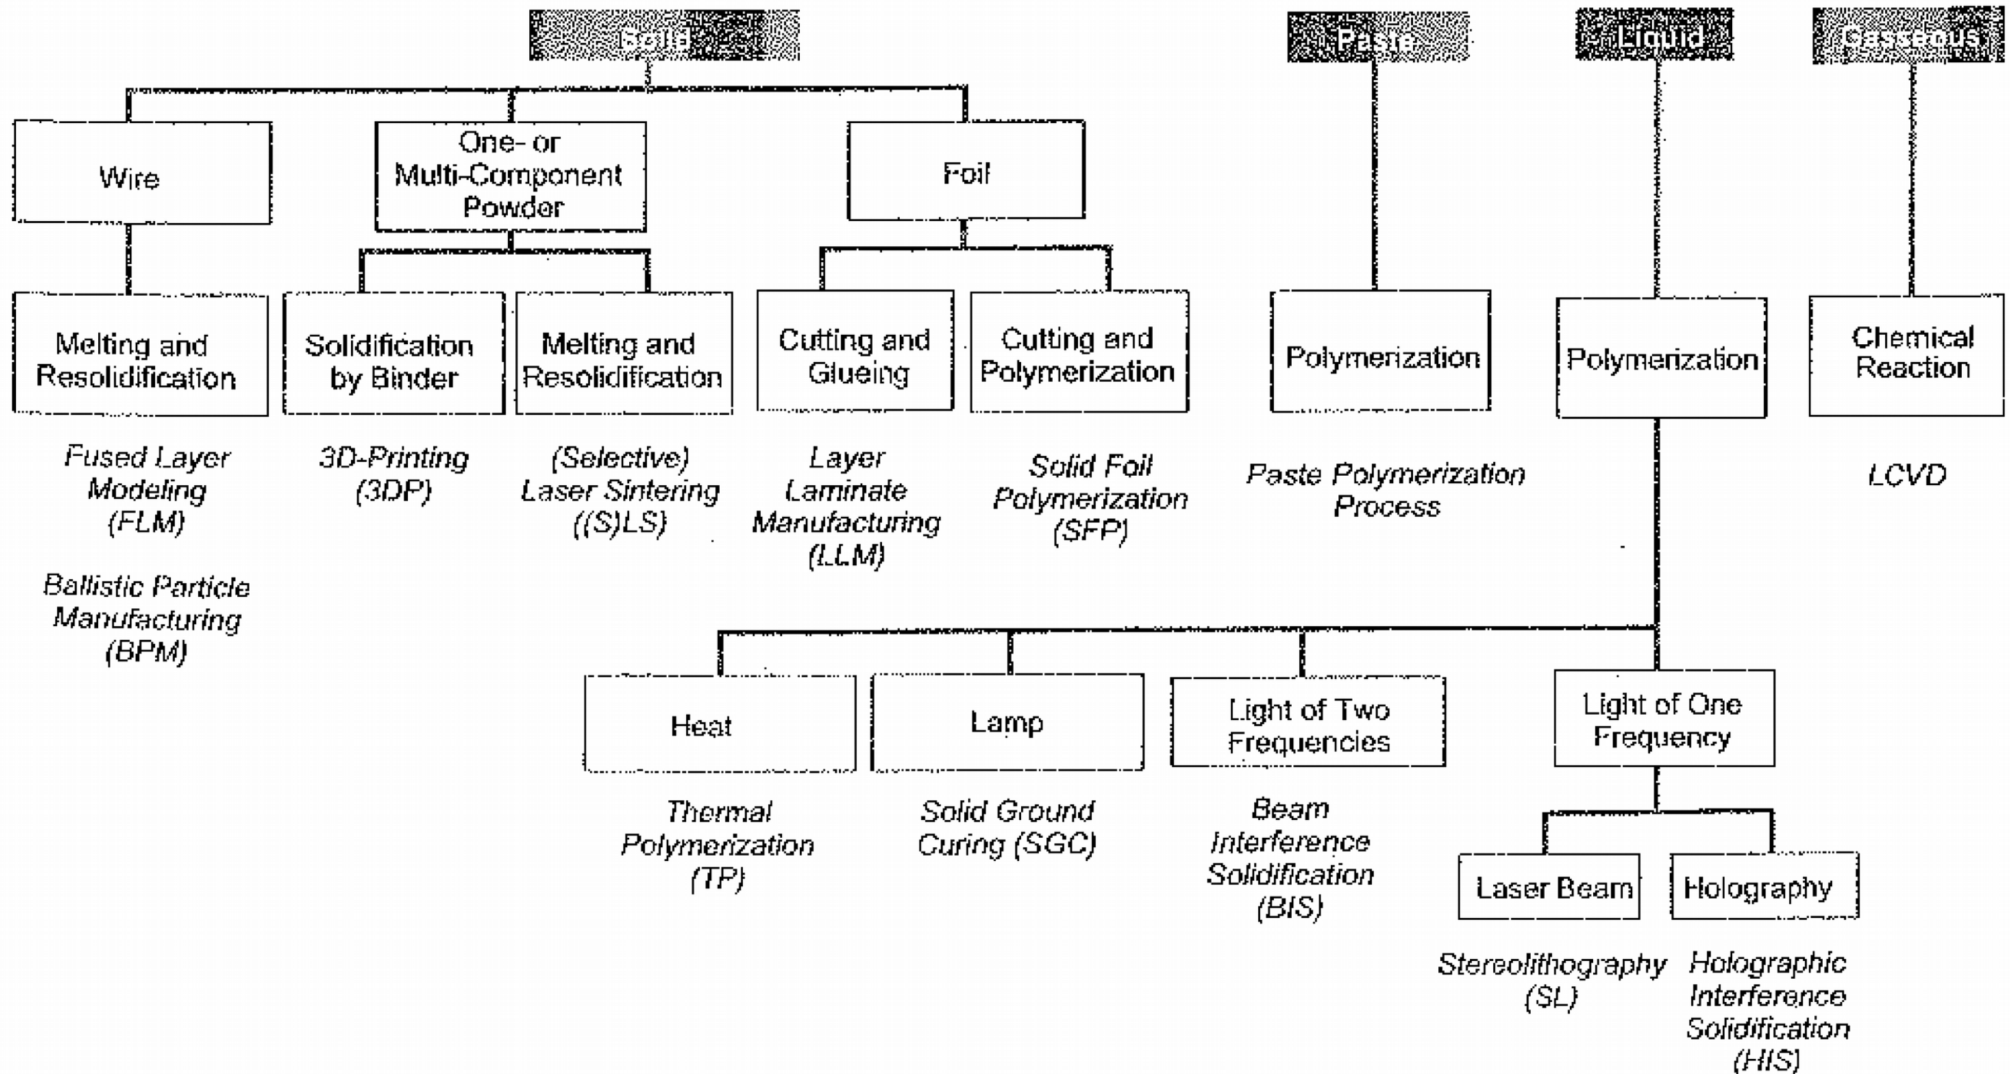 Solid
Paste
Liquid
Gasseous
Wire
One- or
Multi-Component
Powder
Foil
Melting and
Resolidification
Solidification
by Binder
Melting and
Resolidification
Cutting and
Glueing
Cutting and
Polymerization
Polymerization
Polymerization
Chemical
Reaction
Fused Layer
Modeling
(FLM)
Ballistic Particle
Manufacturing
(BPM)
3D-Printing
(3DP)
(Selective)
Laser Sintering
((S)LS)
Layer
Laminate
Manufacturing
(LLM)
Solid Foil
Polymerization
(SFP)
Paste Polymerization
Process
LCVD
Heat
Lamp
Light of Two
Frequencies
Light of One
Frequency
Thermal
Polymerization
(TP)
Solid Ground
Curing (SGC)
Beam
Interference
Solidification
(BIS)
Laser Beam
Holography
Stereolithography
(SL)
Holographic
Interference
Solidification
(HIS)